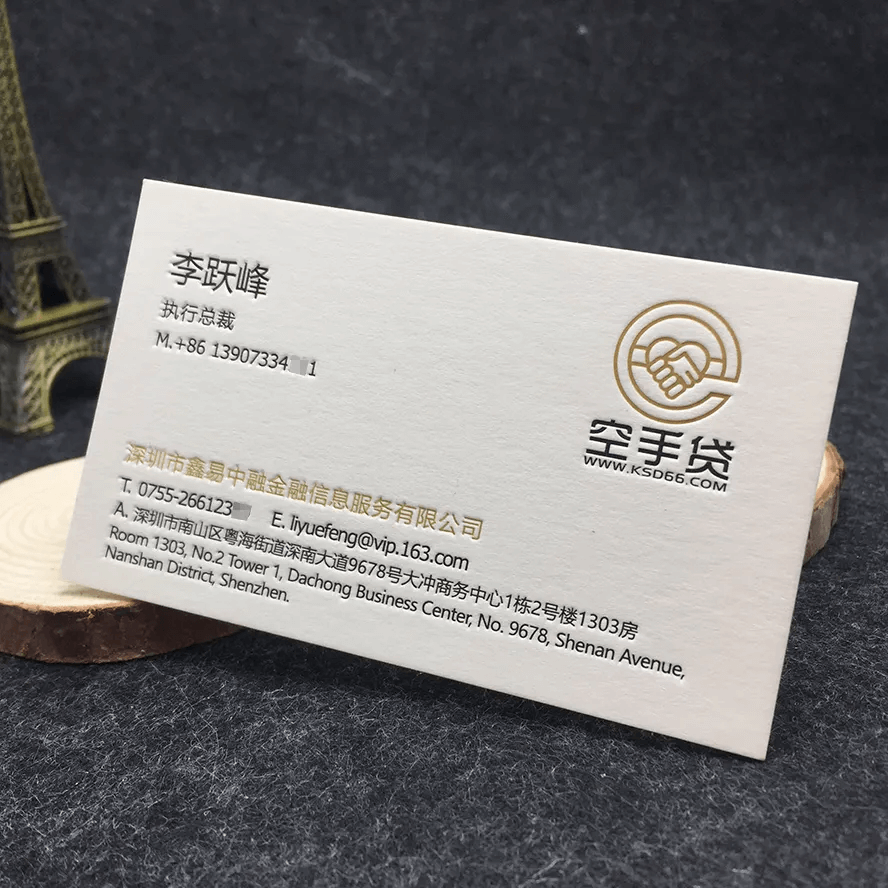 李跃峰
执行总裁
M.+86 13907334 1
空手贷
WWW.KSD66.COM
深圳市鑫易中融金融信息服务有限公司
T. 0755-266123 E. liyuefeng@vip.163.com
A. 深圳市南山区粤海街道深南大道9678号大冲商务中心1栋2号楼1303房
Room 1303, No.2 Tower 1, Dachong Business Center, No. 9678, Shenan Avenue,
Nanshan District, Shenzhen.